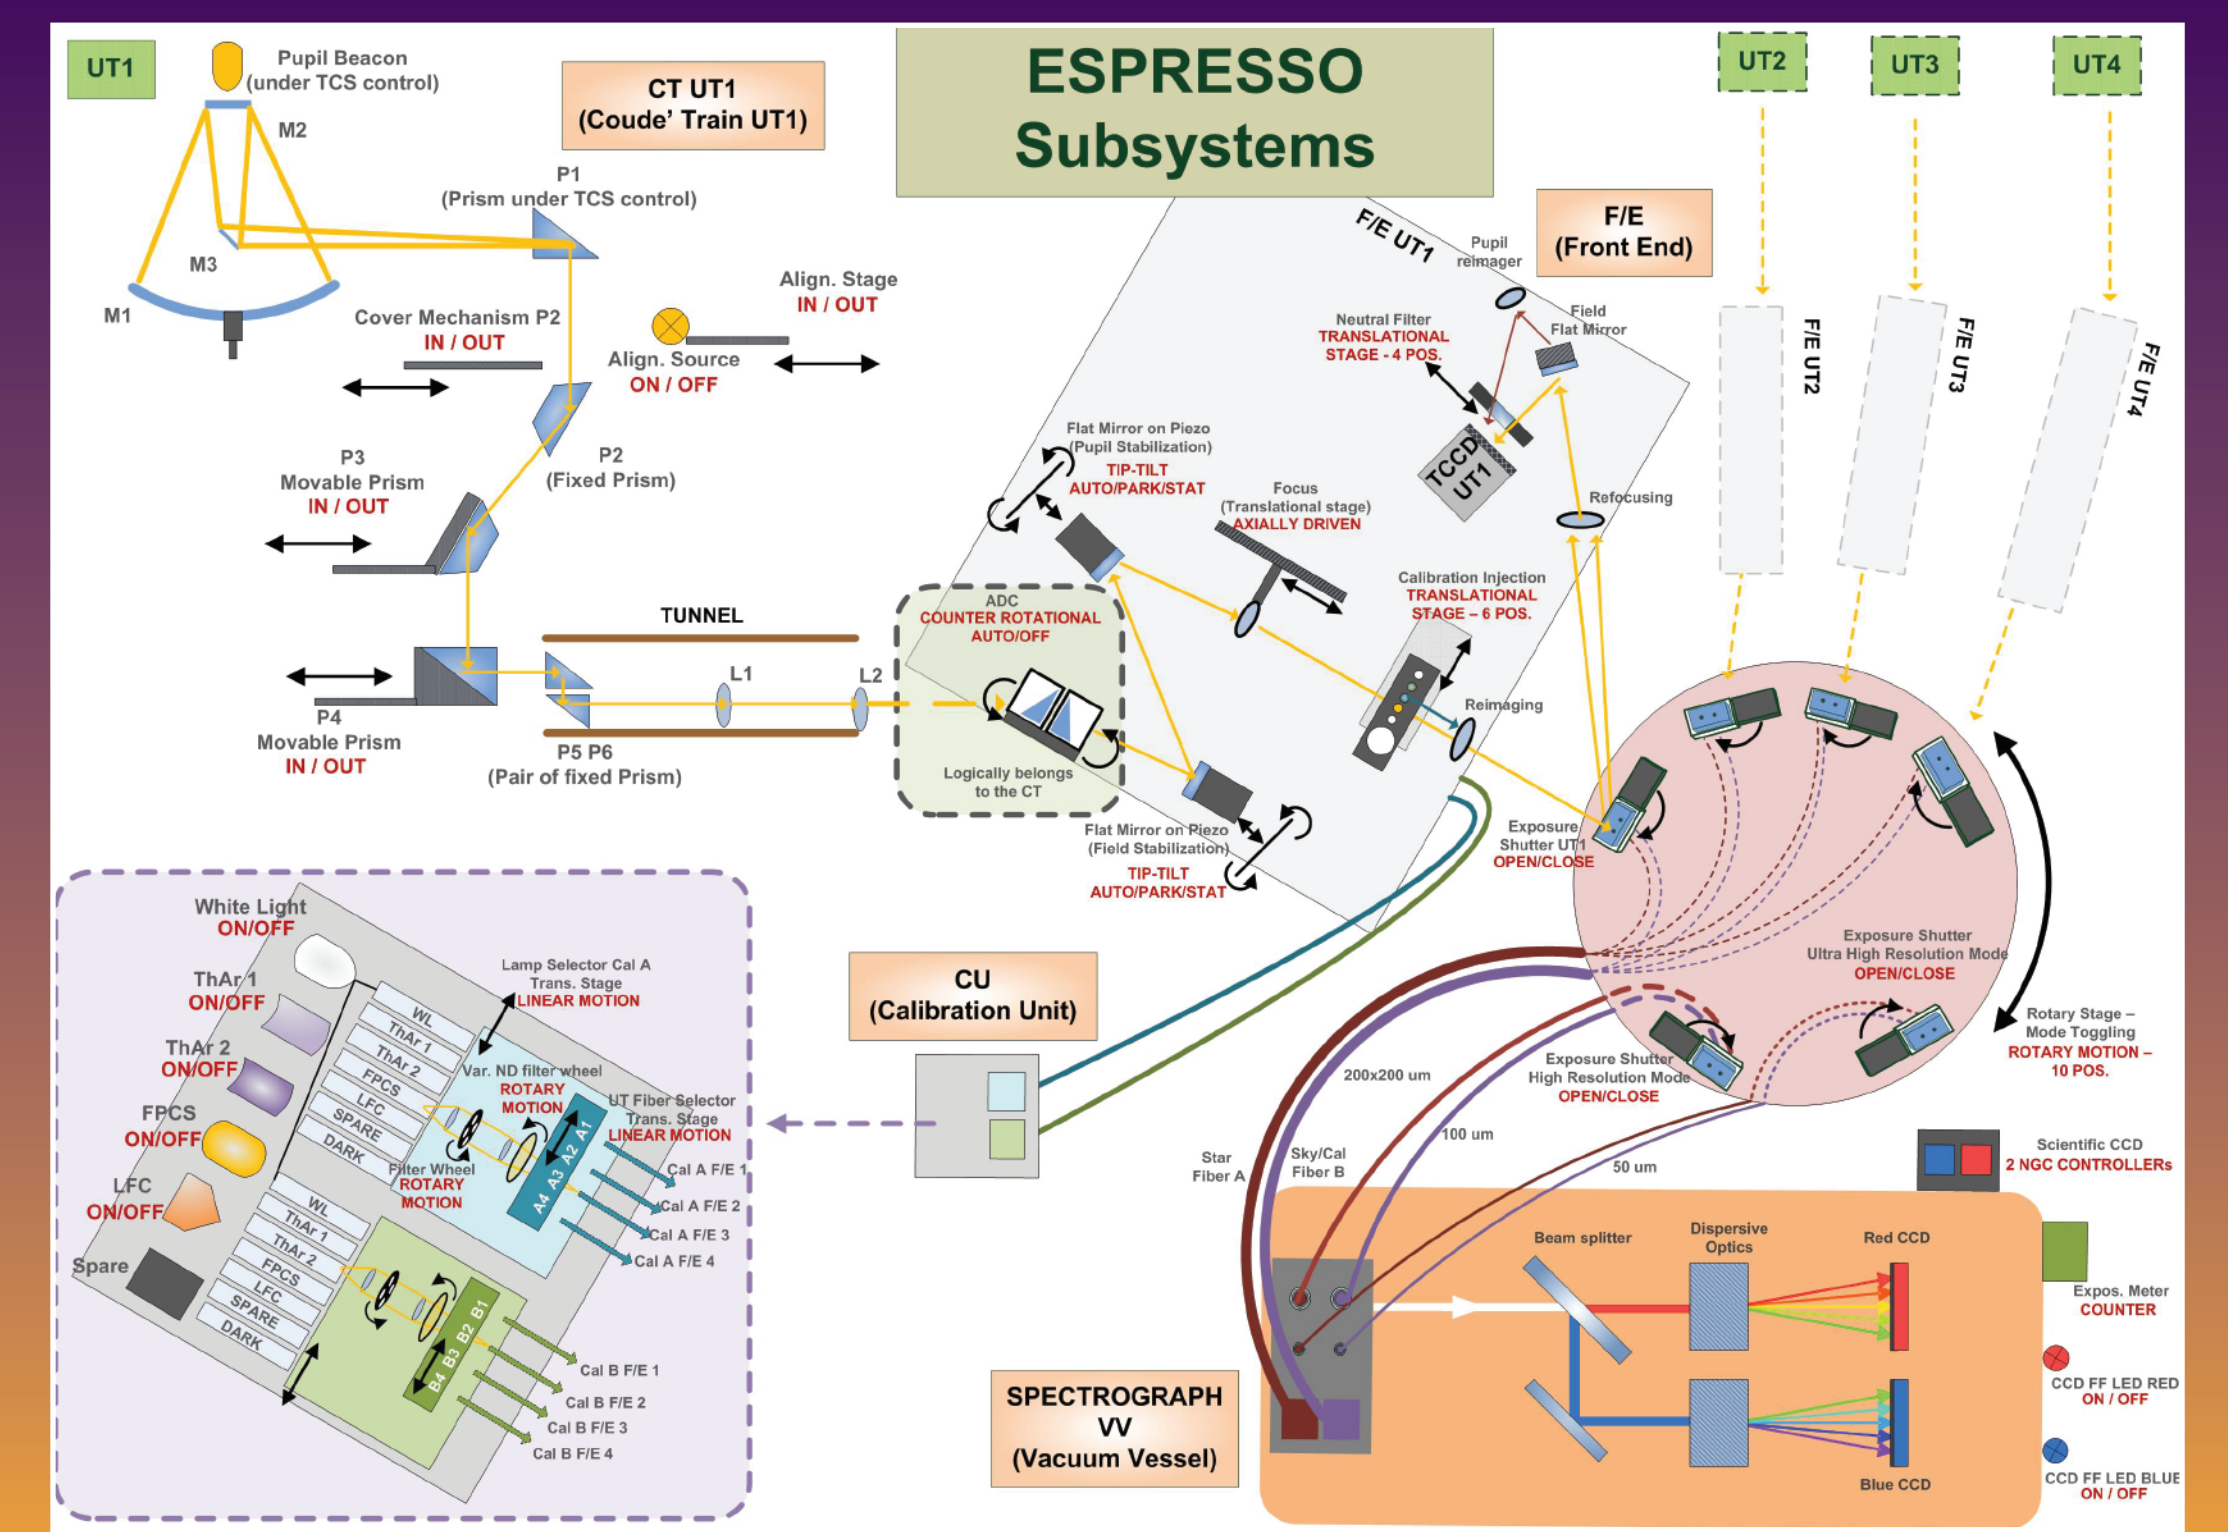 UT1
Pupil Beacon
(under TCS control)
M2
M3
M1
CT UT1
(Coude' Train UT1)
ESPRESSO
Subsystems
P1
(Prism under TCS control)
Cover Mechanism P2
IN / OUT
Align. Stage
IN / OUT
Align. Source
ON / OFF
P2
(Fixed Prism)
P3
Movable Prism
IN / OUT
P4
Movable Prism
IN / OUT
TUNNEL
L1
L2
P5 P6
(Pair of fixed Prism)
ADC
COUNTER ROTATIONAL
AUTO/OFF
Logically belongs
to the CT
F/E UT1
F/E
(Front End)
Pupil
reimager
Field
Flat Mirror
Neutral Filter
TRANSLATIONAL
STAGE - 4 POS.
TCCD
UT1
Flat Mirror on Piezo
(Pupil Stabilization)
TIP-TILT
AUTO/PARK/STAT
Focus
(Translational stage)
AXIALLY DRIVEN
Refocusing
Calibration Injection
TRANSLATIONAL
STAGE – 6 POS.
Reimaging
Flat Mirror on Piezo
(Field Stabilization)
TIP-TILT
AUTO/PARK/STAT
UT2
UT3
UT4
F/E UT2
F/E UT3
F/E UT4
Exposure
Shutter UT1
OPEN/CLOSE
Exposure Shutter
Ultra High Resolution Mode
OPEN/CLOSE
Exposure Shutter
High Resolution Mode
OPEN/CLOSE
Rotary Stage –
Mode Toggling
ROTARY MOTION –
10 POS.
White Light
ON/OFF
ThAr 1
ON/OFF
ThAr 2
ON/OFF
FPCS
ON/OFF
LFC
ON/OFF
Spare
WL
ThAr 1
ThAr 2
FPCS
LFC
SPARE
DARK
WL
ThAr 1
ThAr 2
FPCS
LFC
SPARE
DARK
Lamp Selector Cal A
Trans. Stage
LINEAR MOTION
Var. ND filter wheel
ROTARY
MOTION
UT Fiber Selector
Trans. Stage
LINEAR MOTION
Filter Wheel
ROTARY
MOTION
A4 A3 A2 A1
Cal A F/E 1
Cal A F/E 2
Cal A F/E 3
Cal A F/E 4
B4 B3 B2 B1
Cal B F/E 1
Cal B F/E 2
Cal B F/E 3
Cal B F/E 4
CU
(Calibration Unit)
200x200 um
100 um
50 um
Star
Fiber A
Sky/Cal
Fiber B
Scientific CCD
2 NGC CONTROLLERs
Beam splitter
Dispersive
Optics
Red CCD
Blue CCD
Expos. Meter
COUNTER
CCD FF LED RED
ON / OFF
CCD FF LED BLUE
ON / OFF
SPECTROGRAPH
VV
(Vacuum Vessel)